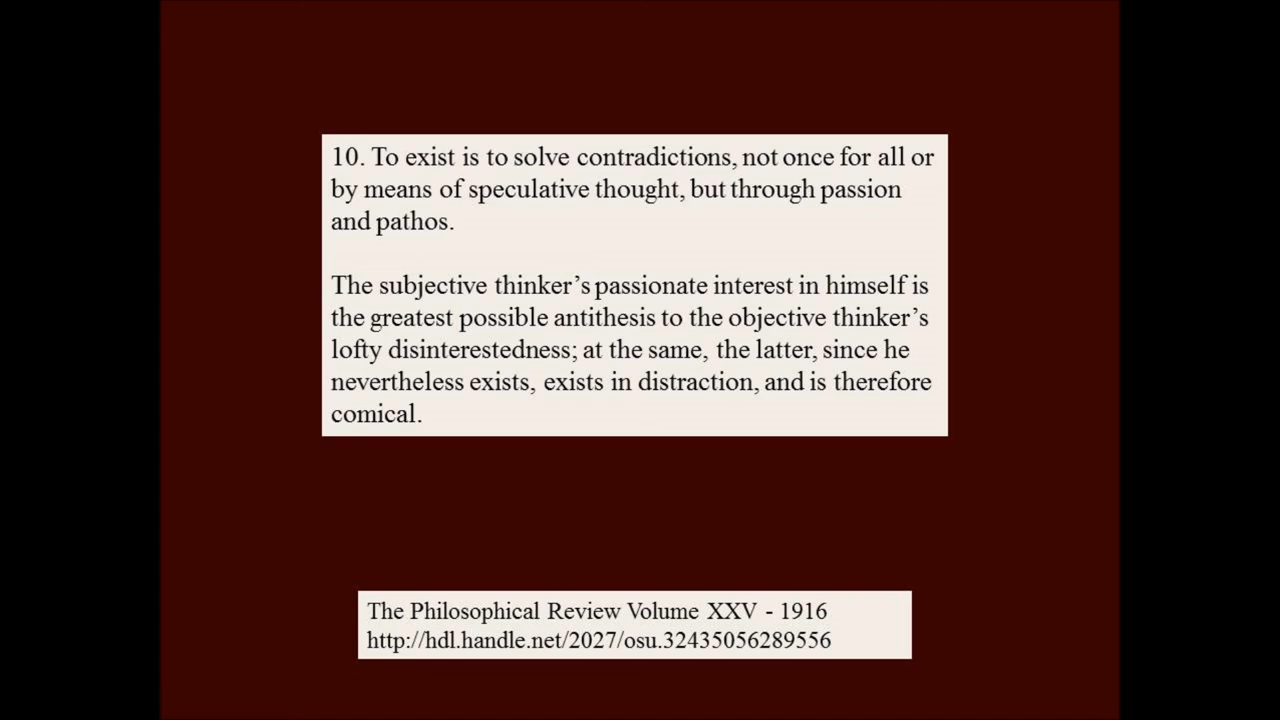 10. To exist is to solve contradictions, not once for all or
by means of speculative thought, but through passion
and pathos.
The subjective thinker’s passionate interest in himself is
the greatest possible antithesis to the objective thinker’s
lofty disinterestedness; at the same, the latter, since he
nevertheless exists, exists in distraction, and is therefore
comical.
The Philosophical Review Volume XXV - 1916
http://hdl.handle.net/2027/osu.32435056289556